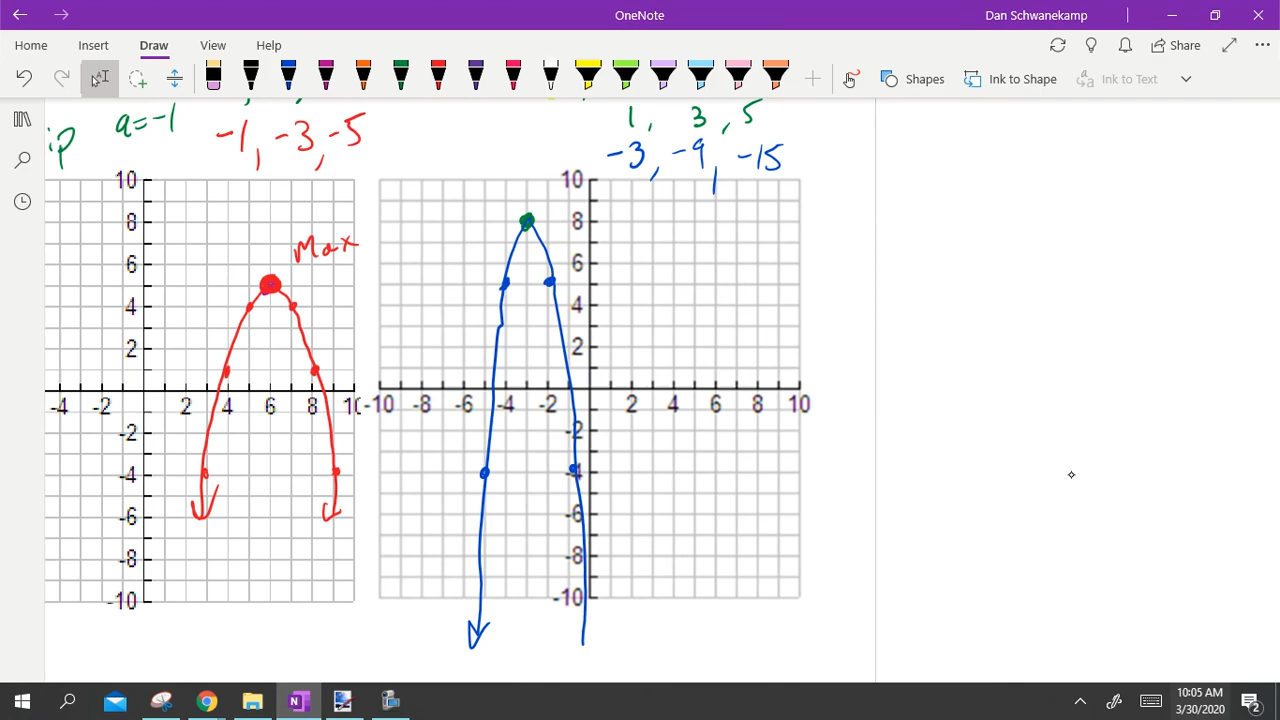 OneNote
Dan Schwanekamp
Home Insert Draw View Help
Share
Shapes
Ink to Shape
Ink to Text
ip a=-1 -1, -3, -5
1, 3, 5
-3, -9, -15
Max
10
8
6
4
2
-4 -2 2 4 6 8 10
-2
-4
-6
-8
-10
10
8
6
4
2
-10 -8 -6 -4 -2 2 4 6 8 10
-2
-4
-6
-8
-10
10:05 AM
3/30/2020
2